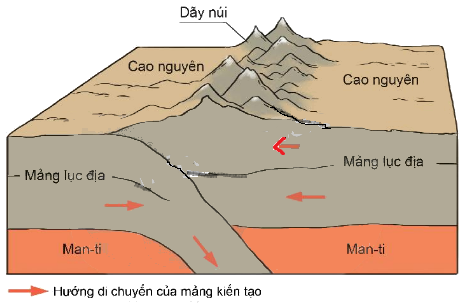 Dãy núi
Cao nguyên
Cao nguyên
Mảng lục địa
Mảng lục địa
Man-ti
Man-ti
Hướng di chuyển của mảng kiến tạo